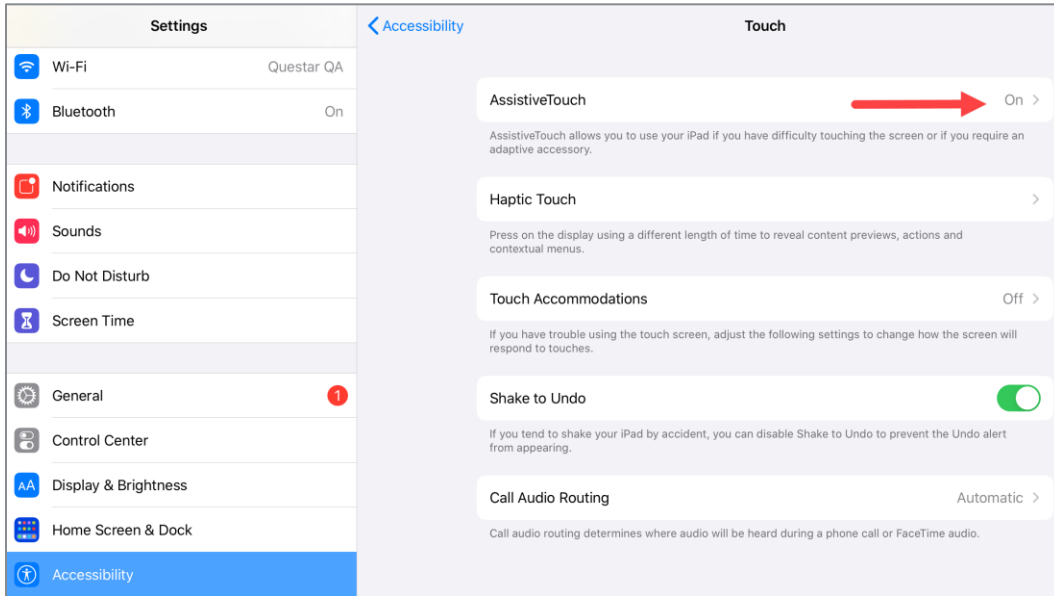 Settings
Wi-Fi Questar QA
Bluetooth On
Notifications
Sounds
Do Not Disturb
Screen Time
General 1
Control Center
AA Display & Brightness
Home Screen & Dock
Accessibility
Accessibility Touch
AssistiveTouch On
AssistiveTouch allows you to use your iPad if you have difficulty touching the screen or if you require an
adaptive accessory.
Haptic Touch
Press on the display using a different length of time to reveal content previews, actions and
contextual menus.
Touch Accommodations Off
If you have trouble using the touch screen, adjust the following settings to change how the screen will
respond to touches.
Shake to Undo
If you tend to shake your iPad by accident, you can disable Shake to Undo to prevent the Undo alert
from appearing.
Call Audio Routing Automatic
Call audio routing determines where audio will be heard during a phone call or FaceTime audio.